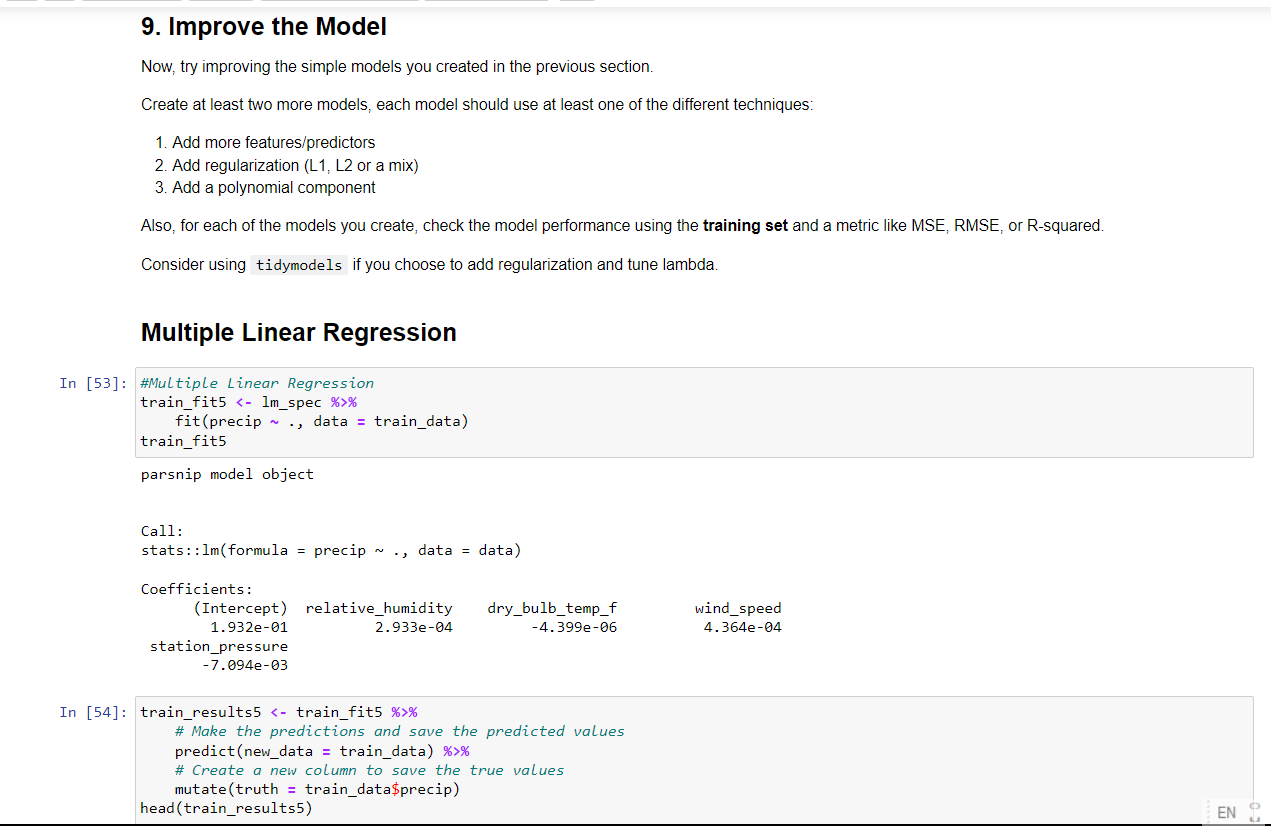 9. Improve the Model
Now, try improving the simple models you created in the previous section.
Create at least two more models, each model should use at least one of the different techniques:
1. Add more features/predictors
2. Add regularization (L1, L2 or a mix)
3. Add a polynomial component
Also, for each of the models you create, check the model performance using the training set and a metric like MSE, RMSE, or R-squared.
Consider using tidymodels if you choose to add regularization and tune lambda.
Multiple Linear Regression
In [53]: #Multiple Linear Regression
train_fit5 <- lm_spec %>%
    fit(precip ~ ., data = train_data)
train_fit5
parsnip model object
Call:
stats::lm(formula = precip ~ ., data = data)
Coefficients:
(Intercept)  relative_humidity    dry_bulb_temp_f         wind_speed
1.932e-01          2.933e-04         -4.399e-06          4.364e-04
station_pressure
-7.094e-03
In [54]: train_results5 <- train_fit5 %>%
    # Make the predictions and save the predicted values
    predict(new_data = train_data) %>%
    # Create a new column to save the true values
    mutate(truth = train_data$precip)
head(train_results5)
EN